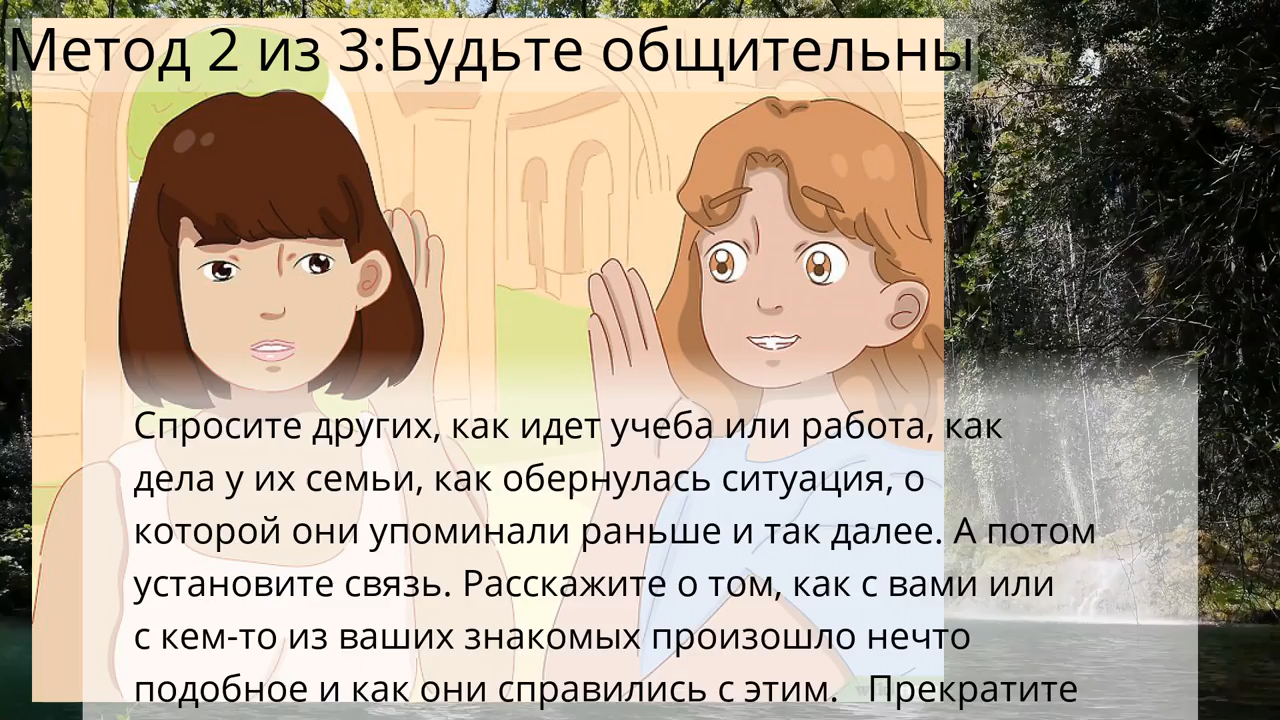 Метод 2 из 3:Будьте общительны
Спросите других, как идет учеба или работа, как
дела у их семьи, как обернулась ситуация, о
которой они упоминали раньше и так далее. А потом
установите связь. Расскажите о том, как с вами или
с кем-то из ваших знакомых произошло нечто
подобное и как они справились с этим.   Прекратите